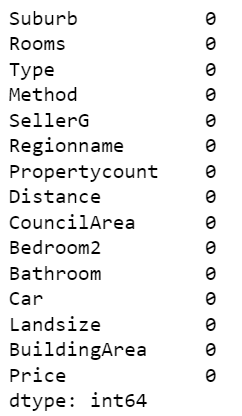 Suburb 0
Rooms 0
Type 0
Method 0
SellerG 0
Regionname 0
Propertycount 0
Distance 0
CouncilArea 0
Bedroom2 0
Bathroom 0
Car 0
Landsize 0
BuildingArea 0
Price 0
dtype: int64